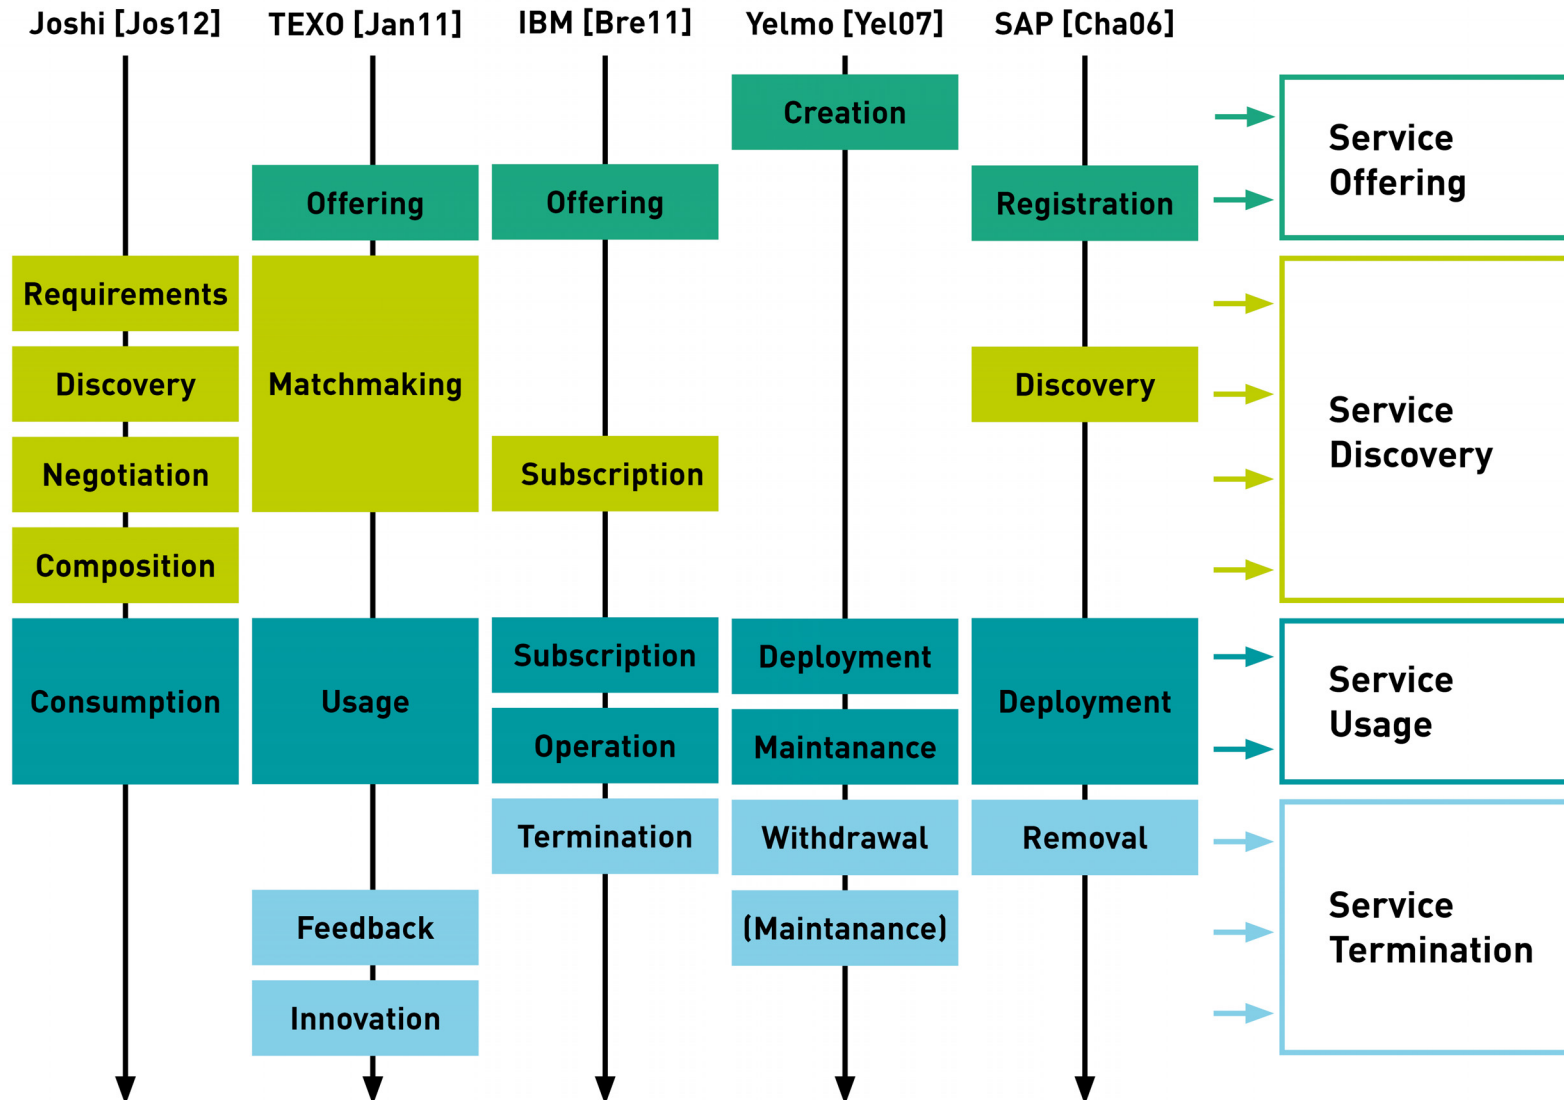 Joshi [Jos12]
TEXO [Jan11]
IBM [Bre11]
Yelmo [Yel07]
SAP [Cha06]
Creation
Service
Offering
Offering
Offering
Registration
Requirements
Matchmaking
Discovery
Discovery
Service
Discovery
Negotiation
Subscription
Composition
Consumption
Usage
Subscription
Deployment
Deployment
Service
Usage
Operation
Maintanance
Termination
Withdrawal
Removal
Service
Termination
Feedback
(Maintanance)
Innovation